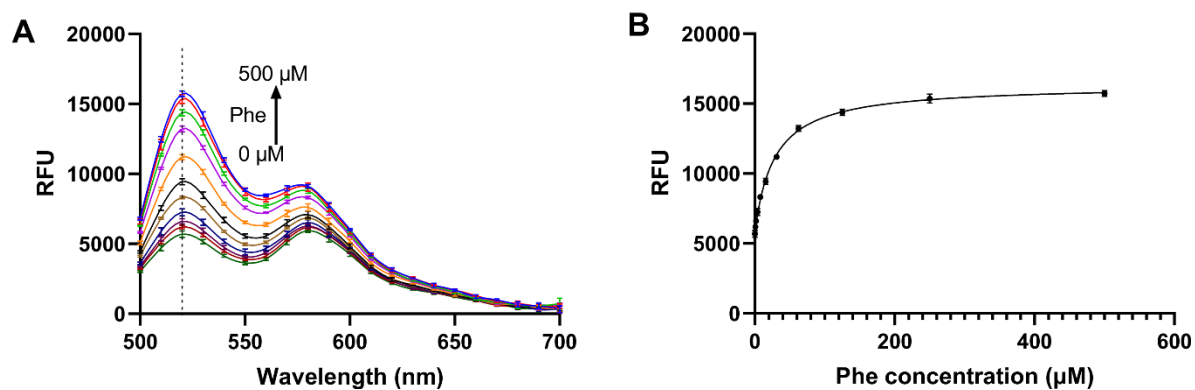 A
20000
15000
10000
5000
0
RFU
500 µM
Phe
0 µM
500 550 600 650 700
Wavelength (nm)
B
20000
15000
10000
5000
0
RFU
0 200 400 600
Phe concentration (µM)